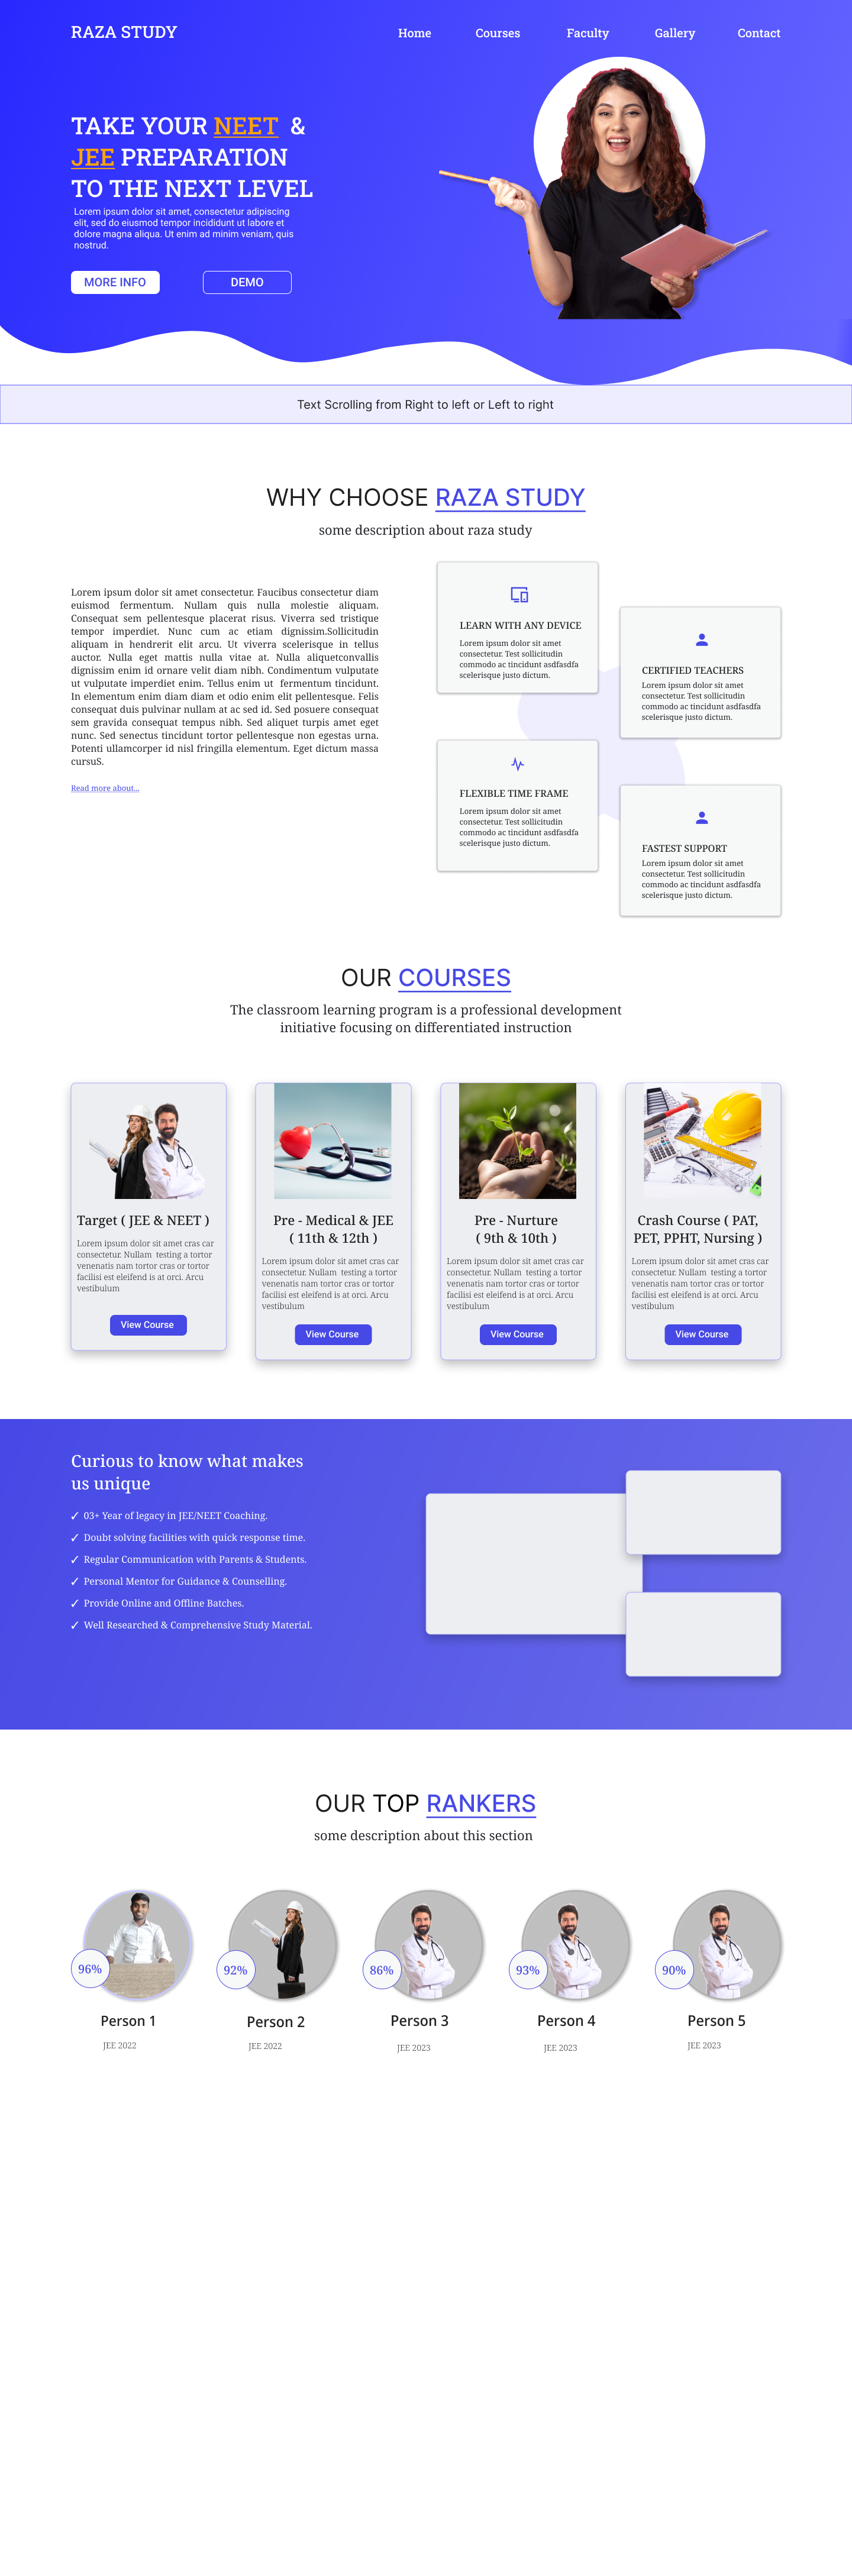 RAZA STUDY
Home Courses Faculty Gallery Contact
TAKE YOUR NEET &
JEE PREPARATION
TO THE NEXT LEVEL
Lorem ipsum dolor sit amet, consectetur adipiscing
elit, sed do eiusmod tempor incididunt ut labore et
dolore magna aliqua. Ut enim ad minim veniam, quis
nostrud.
MORE INFO DEMO
Text Scrolling from Right to left or Left to right
WHY CHOOSE RAZA STUDY
some description about raza study
Lorem ipsum dolor sit amet consectetur. Faucibus consectetur diam
euismod fermentum. Nullam quis nulla molestie aliquam.
Consequat sem pellentesque placerat risus. Viverra sed tristique
tempor imperdiet. Nunc cum ac etiam dignissim.Sollicitudin
aliquam in hendrerit elit arcu. Ut viverra scelerisque in tellus
auctor. Nulla eget mattis nulla vitae at. Nulla aliquetconvallis
dignissim enim id ornare velit diam nibh. Condimentum vulputate
ut vulputate imperdiet enim. Tellus enim ut fermentum tincidunt.
In elementum enim diam diam et odio enim elit pellentesque. Felis
consequat duis pulvinar nullam at ac sed id. Sed posuere consequat
sem gravida consequat tempus nibh. Sed aliquet turpis amet eget
nunc. Sed senectus tincidunt tortor pellentesque non egestas urna.
Potenti ullamcorper id nisl fringilla elementum. Eget dictum massa
cursuS.
Read more about...
LEARN WITH ANY DEVICE
Lorem ipsum dolor sit amet
consectetur. Test sollicitudin
commodo ac tincidunt asdfasdfa
scelerisque justo dictum.
CERTIFIED TEACHERS
Lorem ipsum dolor sit amet
consectetur. Test sollicitudin
commodo ac tincidunt asdfasdfa
scelerisque justo dictum.
FLEXIBLE TIME FRAME
Lorem ipsum dolor sit amet
consectetur. Test sollicitudin
commodo ac tincidunt asdfasdfa
scelerisque justo dictum.
FASTEST SUPPORT
Lorem ipsum dolor sit amet
consectetur. Test sollicitudin
commodo ac tincidunt asdfasdfa
scelerisque justo dictum.
OUR COURSES
The classroom learning program is a professional development
initiative focusing on differentiated instruction
Target ( JEE & NEET )
Lorem ipsum dolor sit amet cras car
consectetur. Nullam testing a tortor
venenatis nam tortor cras or tortor
facilisi est eleifend is at orci. Arcu
vestibulum
View Course
Pre - Medical & JEE
( 11th & 12th )
Lorem ipsum dolor sit amet cras car
consectetur. Nullam testing a tortor
venenatis nam tortor cras or tortor
facilisi est eleifend is at orci. Arcu
vestibulum
View Course
Pre - Nurture
( 9th & 10th )
Lorem ipsum dolor sit amet cras car
consectetur. Nullam testing a tortor
venenatis nam tortor cras or tortor
facilisi est eleifend is at orci. Arcu
vestibulum
View Course
Crash Course ( PAT,
PET, PPHT, Nursing )
Lorem ipsum dolor sit amet cras car
consectetur. Nullam testing a tortor
venenatis nam tortor cras or tortor
facilisi est eleifend is at orci. Arcu
vestibulum
View Course
Curious to know what makes
us unique
✓ 03+ Year of legacy in JEE/NEET Coaching.
✓ Doubt solving facilities with quick response time.
✓ Regular Communication with Parents & Students.
✓ Personal Mentor for Guidance & Counselling.
✓ Provide Online and Offline Batches.
✓ Well Researched & Comprehensive Study Material.
OUR TOP RANKERS
some description about this section
96%
Person 1
JEE 2022
92%
Person 2
JEE 2022
86%
Person 3
JEE 2023
93%
Person 4
JEE 2023
90%
Person 5
JEE 2023